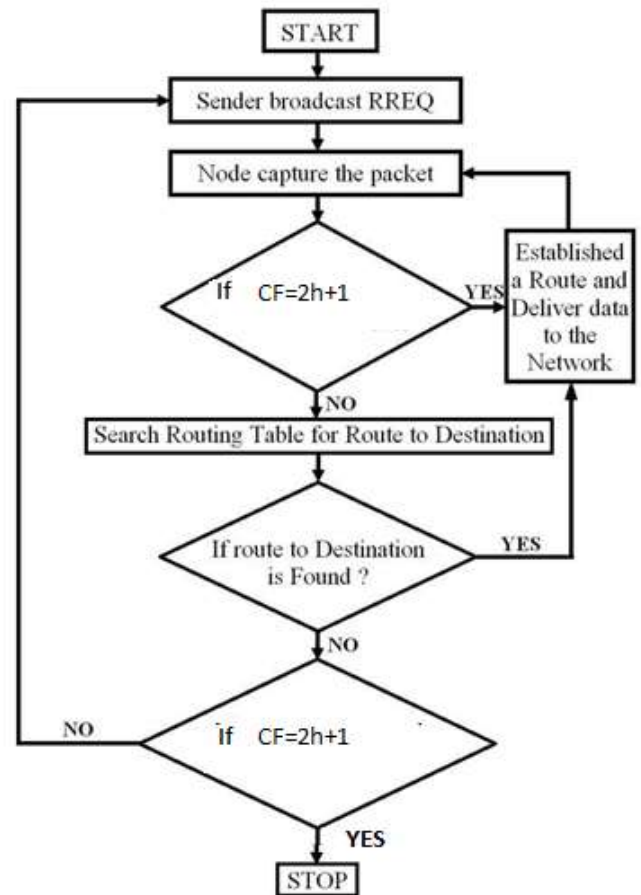 START
Sender broadcast RREQ
Node capture the packet
If CF=2h+1
YES
Established
a Route and
Deliver data
to the
Network
NO
Search Routing Table for Route to Destination
If route to Destination
is Found ?
YES
NO
If CF=2h+1
NO
YES
STOP